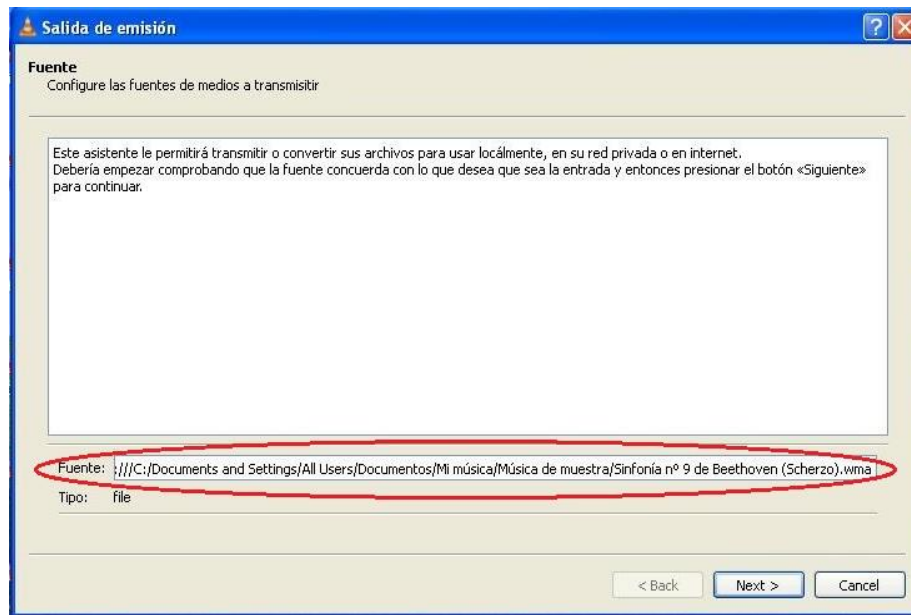 Salida de emisión
Fuente
Configure las fuentes de medios a transmisitir
Este asistente le permitirá transmitir o convertir sus archivos para usar locálmente, en su red privada o en internet.
Debería empezar comprobando que la fuente concuerda con lo que desea que sea la entrada y entonces presionar el botón «Siguiente»
para continuar.
Fuente: :///C:/Documents and Settings/All Users/Documentos/Mi música/Música de muestra/Sinfonía nº 9 de Beethoven (Scherzo).wma
Tipo: file
< Back Next > Cancel